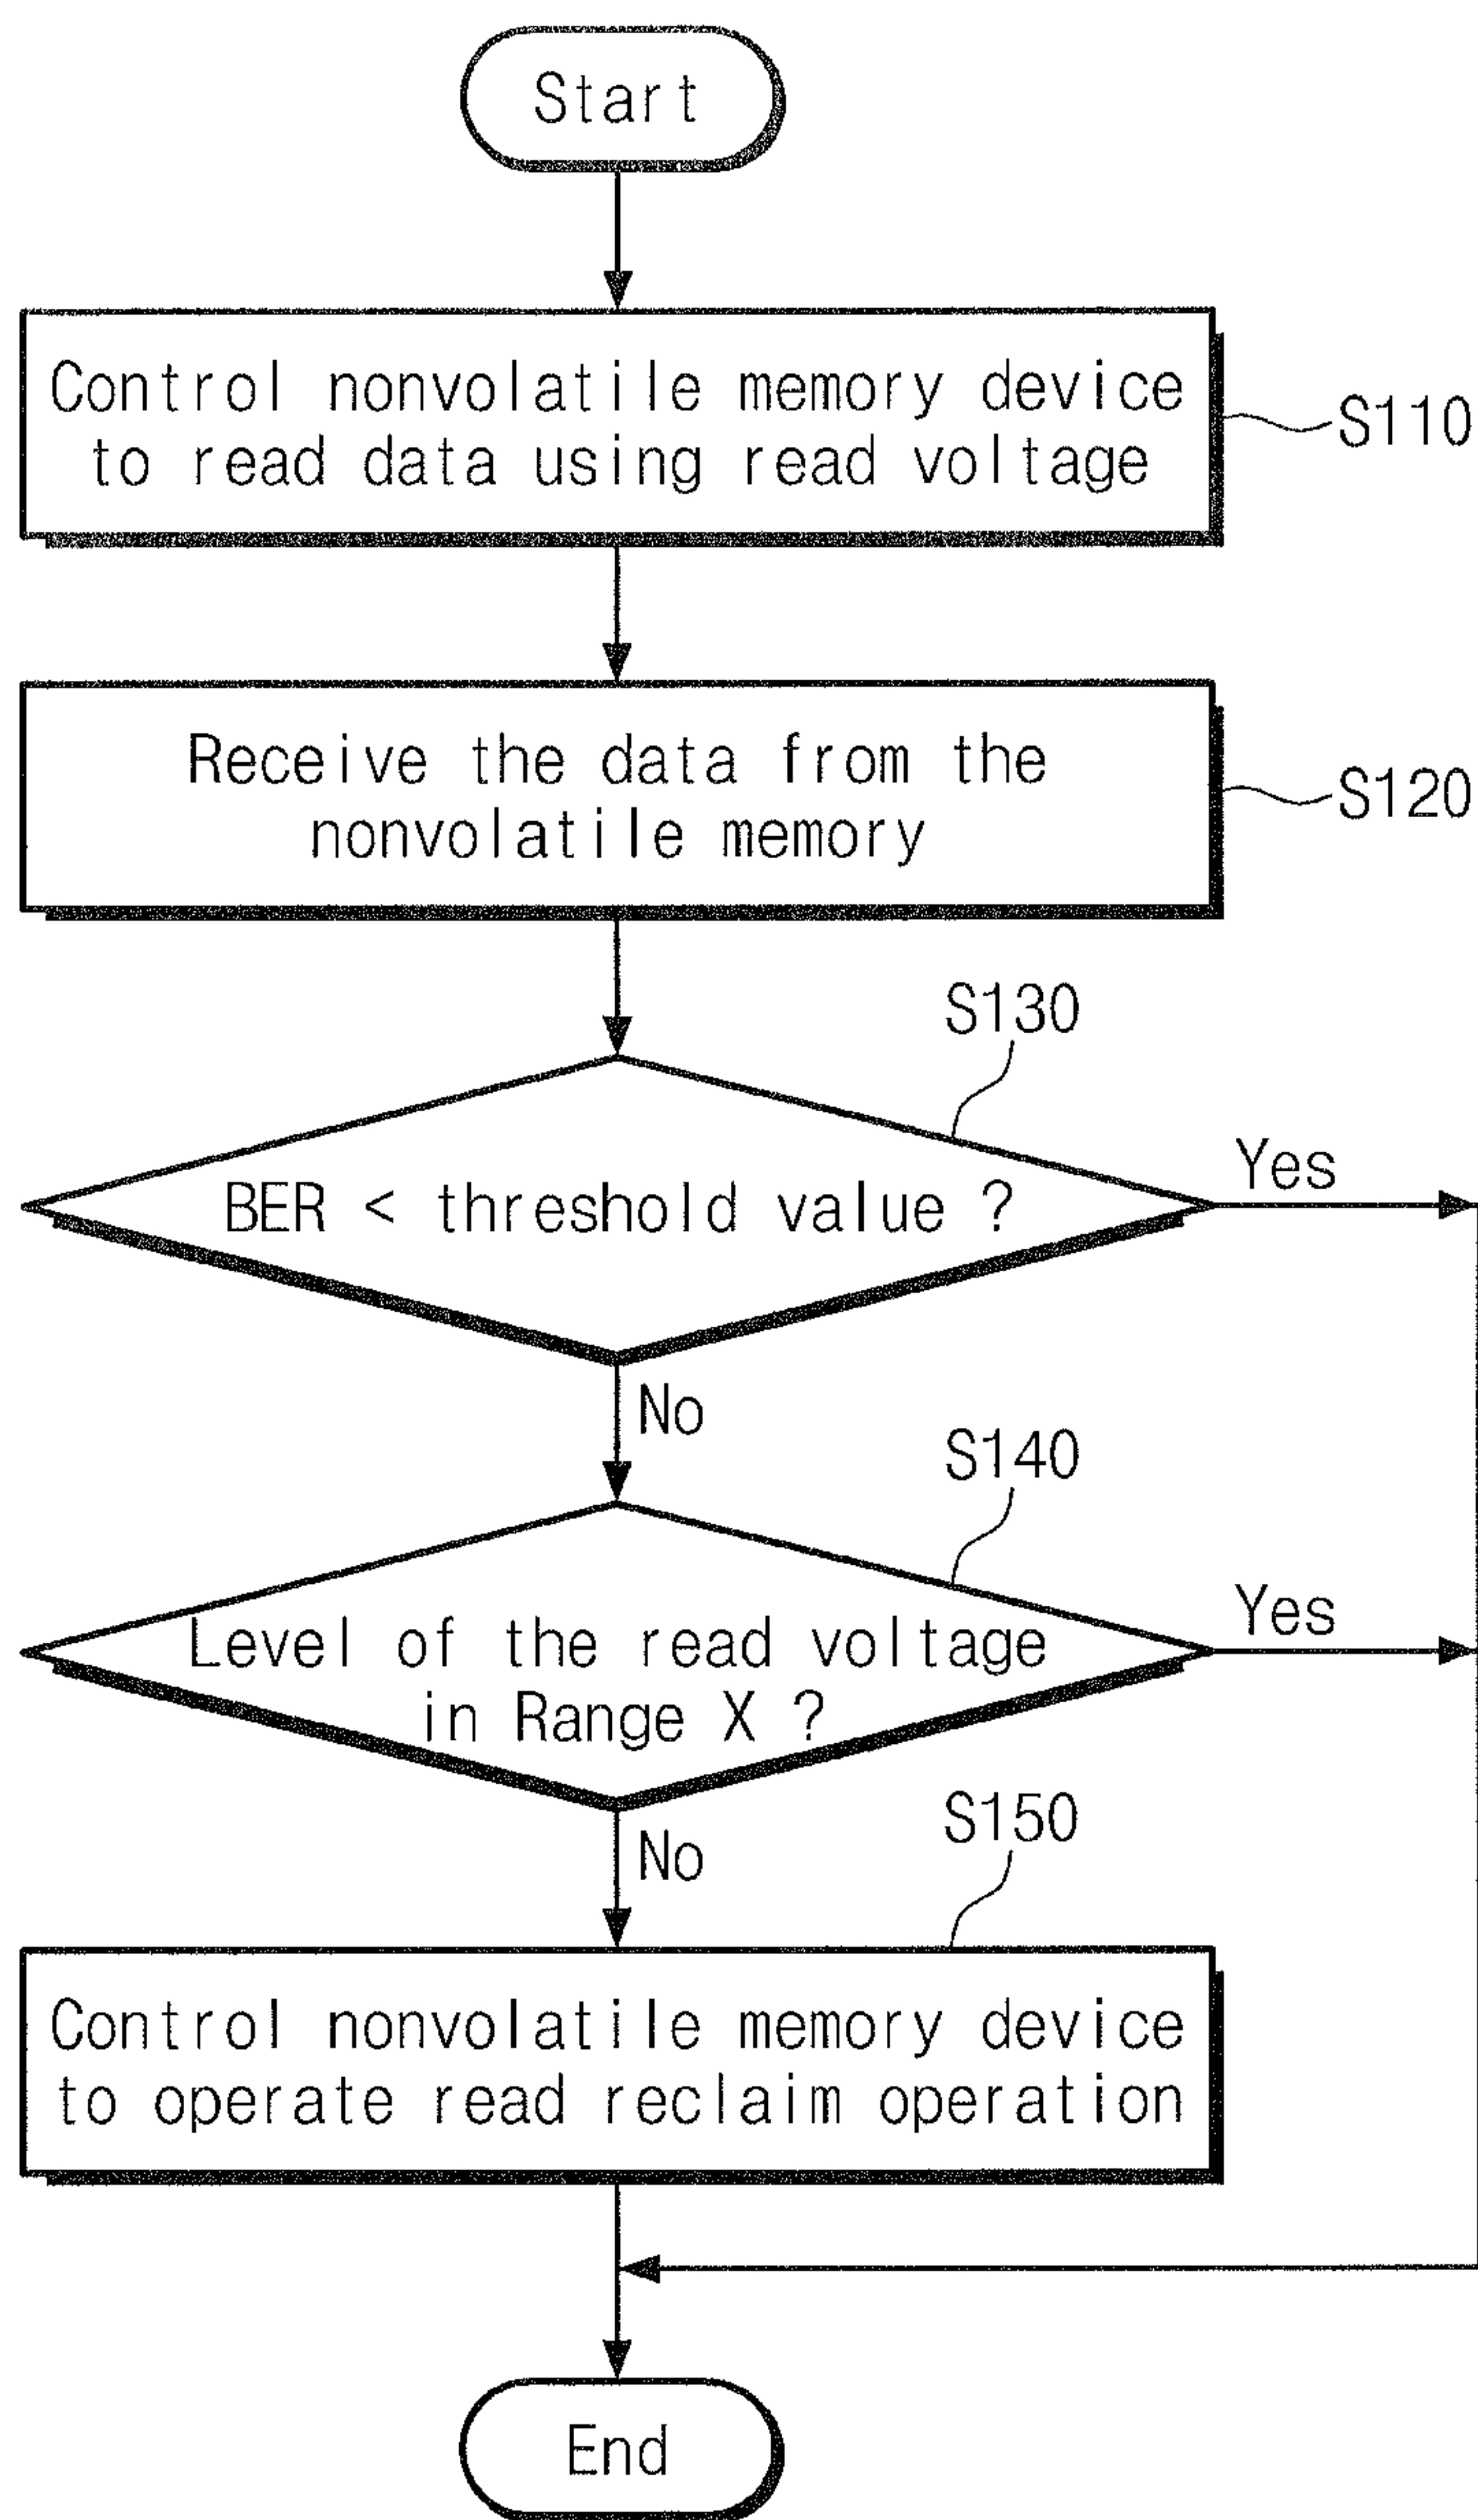 Start
Control nonvolatile memory device
to read data using read voltage
S110
Receive the data from the
nonvolatile memory
S120
S130
BER < threshold value ?
Yes
No
S140
Level of the read voltage
in Range X ?
Yes
No
S150
Control nonvolatile memory device
to operate read reclaim operation
End